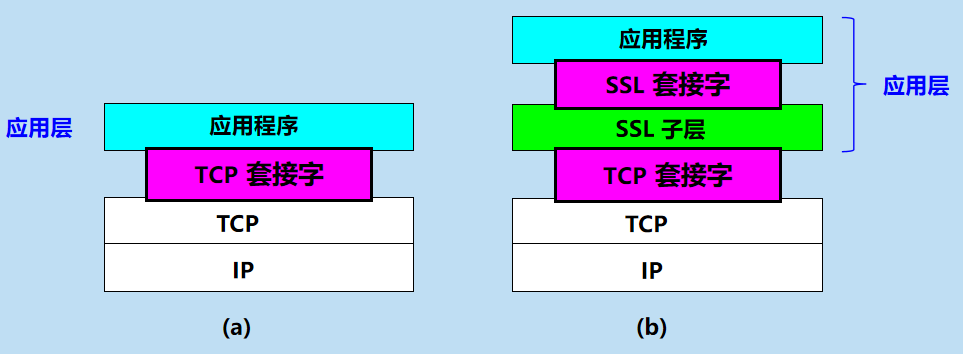 应用层
应用程序
TCP 套接字
TCP
IP
(a)
应用程序
SSL 套接字
SSL 子层
TCP 套接字
TCP
IP
(b)
应用层